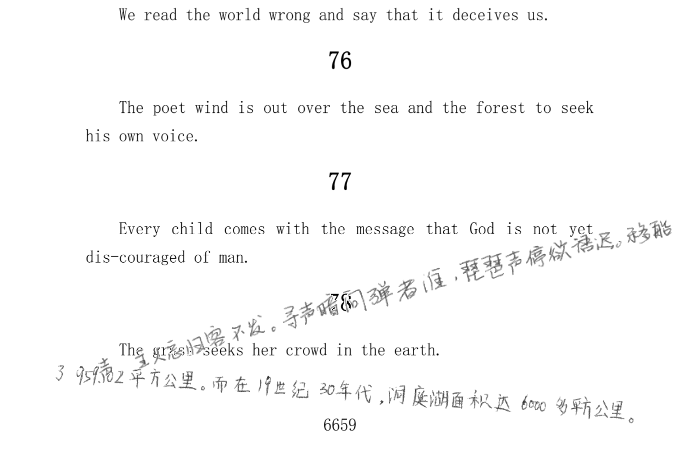 We read the world wrong and say that it deceives us.
76
The poet wind is out over the sea and the forest to seek
his own voice.
77
Every child comes with the message that God is not yet
dis-couraged of man.
78
主人忘归客不发。寻声暗问弹者谁，琵琶声停欲语迟。移船
The grass seeks her crowd in the earth.
平方公里。而在19世纪30年代，洞庭湖面积达6000多平方公里。
6659